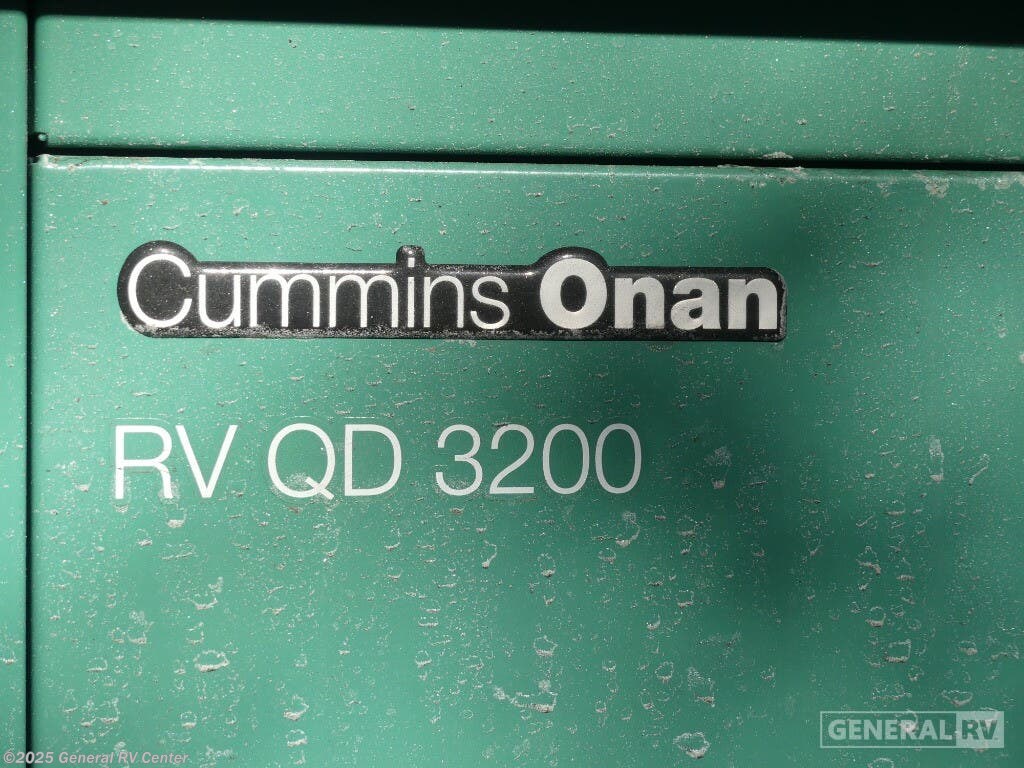 Cummins Onan
RV QD 3200
GENERAL RV
©2025 General RV Center